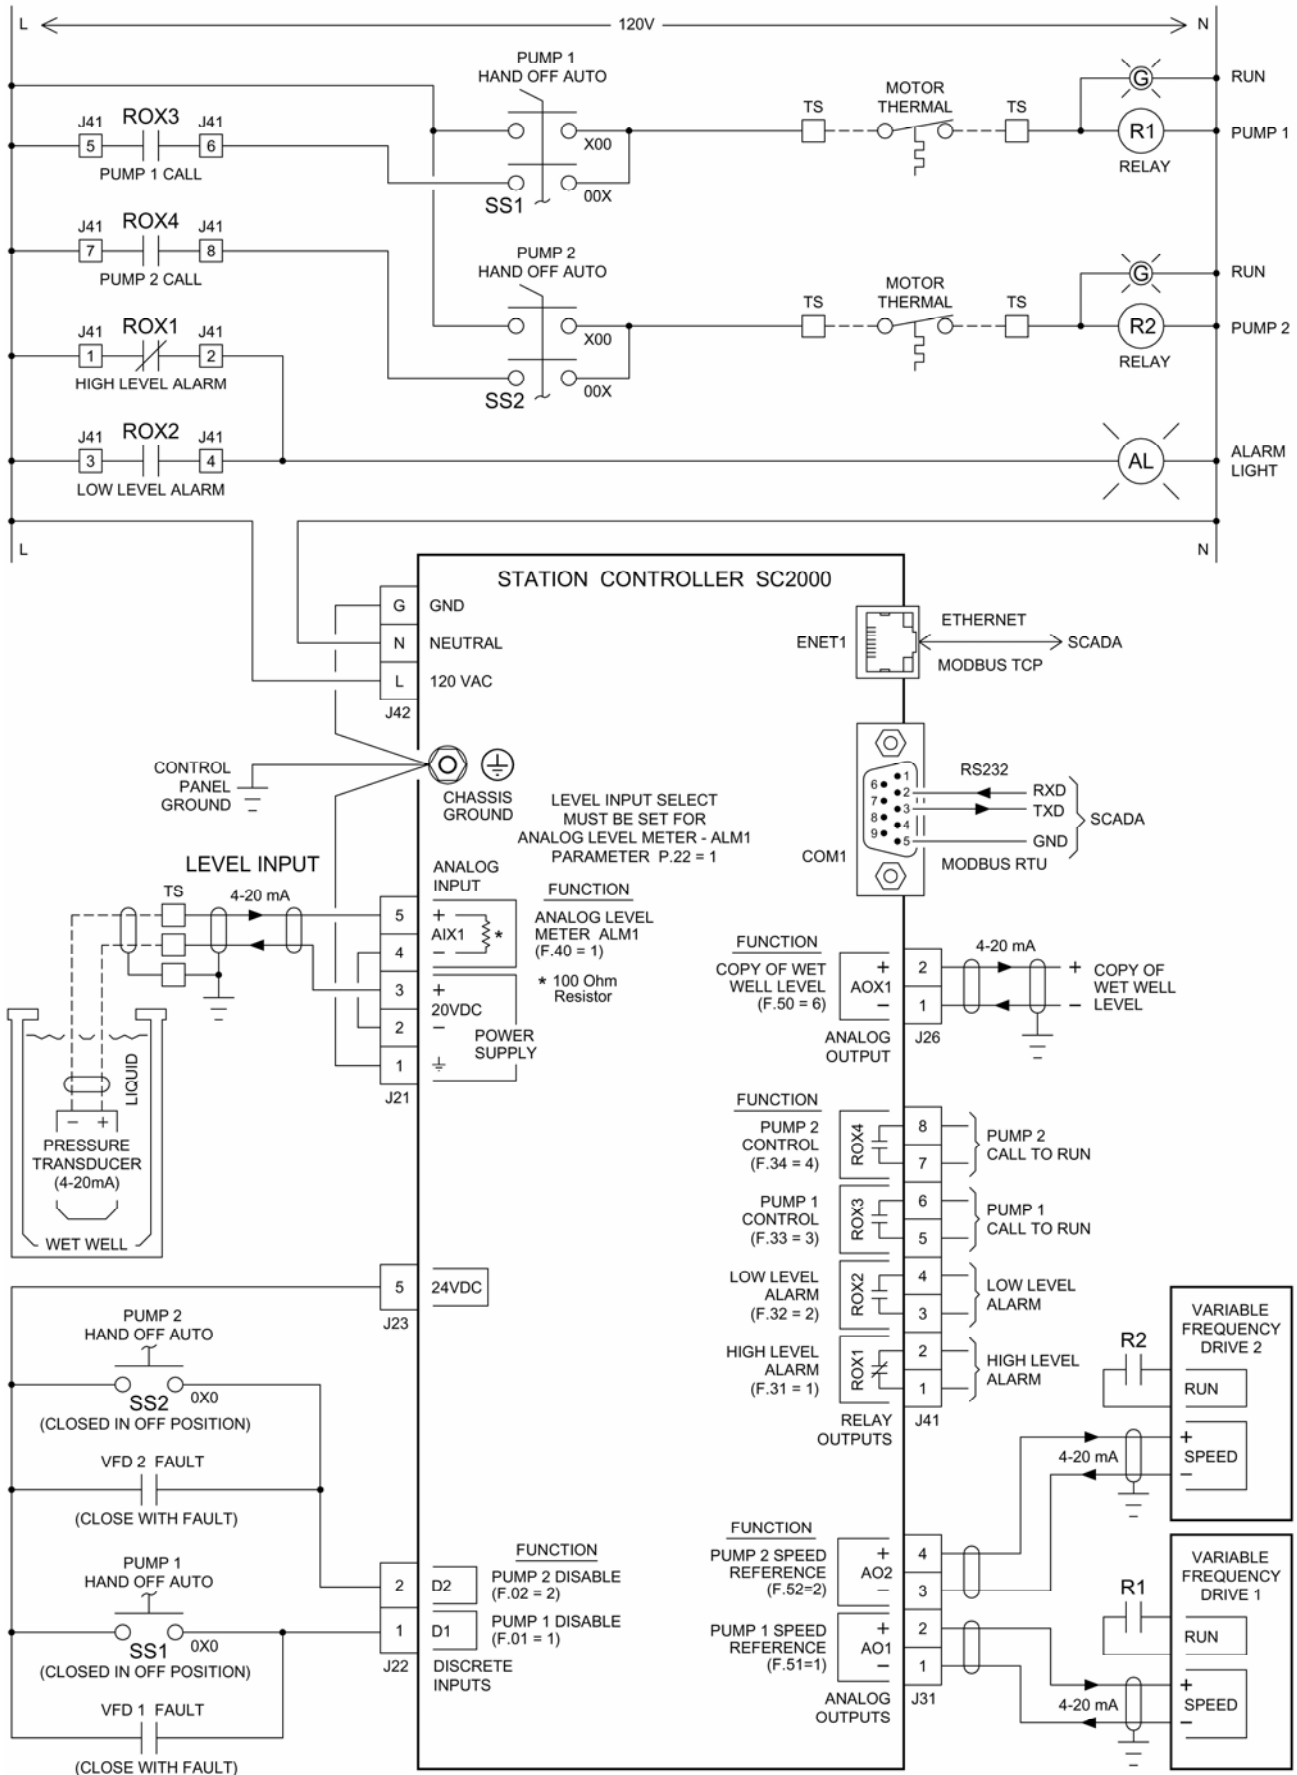 L 120V N
PUMP 1
HAND OFF AUTO
X00
00X
SS1
TS
MOTOR
THERMAL
TS
G
RUN
R1
PUMP 1
RELAY
J41
ROX3
J41
5
6
PUMP 1 CALL
J41
ROX4
J41
7
8
PUMP 2 CALL
PUMP 2
HAND OFF AUTO
X00
00X
SS2
TS
MOTOR
THERMAL
TS
G
RUN
R2
PUMP 2
RELAY
J41
ROX1
J41
1
2
HIGH LEVEL ALARM
J41
ROX2
J41
3
4
LOW LEVEL ALARM
AL
ALARM
LIGHT
L
N
STATION CONTROLLER SC2000
G GND
N NEUTRAL
L 120 VAC
J42
ENET1
ETHERNET
SCADA
MODBUS TCP
CONTROL
PANEL
GROUND
CHASSIS
GROUND
LEVEL INPUT SELECT
MUST BE SET FOR
ANALOG LEVEL METER - ALM1
PARAMETER P.22 = 1
1
6
2
7
3
8
4
9
5
COM1
RS232
RXD
TXD
GND
SCADA
MODBUS RTU
LEVEL INPUT
TS
4-20 mA
ANALOG
INPUT
5 +
AIX1 *
4 −
3 +
20VDC
2 −
POWER
SUPPLY
1
J21
FUNCTION
ANALOG LEVEL
METER ALM1
(F.40 = 1)
* 100 Ohm
Resistor
LIQUID
− +
PRESSURE
TRANSDUCER
(4-20mA)
WET WELL
FUNCTION
COPY OF WET
WELL LEVEL
(F.50 = 6)
+ 2
AOX1
− 1
ANALOG
OUTPUT
J26
4-20 mA
+
−
COPY OF
WET WELL
LEVEL
FUNCTION
PUMP 2
CONTROL
(F.34 = 4)
ROX4
8
7
PUMP 2
CALL TO RUN
PUMP 1
CONTROL
(F.33 = 3)
ROX3
6
5
PUMP 1
CALL TO RUN
LOW LEVEL
ALARM
(F.32 = 2)
ROX2
4
3
LOW LEVEL
ALARM
HIGH LEVEL
ALARM
(F.31 = 1)
ROX1
2
1
HIGH LEVEL
ALARM
RELAY
OUTPUTS
J41
5 24VDC
J23
PUMP 2
HAND OFF AUTO
SS2
0X0
(CLOSED IN OFF POSITION)
VFD 2 FAULT
(CLOSE WITH FAULT)
PUMP 1
HAND OFF AUTO
SS1
0X0
(CLOSED IN OFF POSITION)
VFD 1 FAULT
(CLOSE WITH FAULT)
FUNCTION
2 D2
PUMP 2 DISABLE
(F.02 = 2)
1 D1
PUMP 1 DISABLE
(F.01 = 1)
J22
DISCRETE
INPUTS
FUNCTION
PUMP 2 SPEED
REFERENCE
(F.52=2)
+ 4
AO2
− 3
PUMP 1 SPEED
REFERENCE
(F.51=1)
+ 2
AO1
− 1
ANALOG
OUTPUTS
J31
VARIABLE
FREQUENCY
DRIVE 2
R2
RUN
+
SPEED
−
4-20 mA
VARIABLE
FREQUENCY
DRIVE 1
R1
RUN
+
SPEED
−
4-20 mA